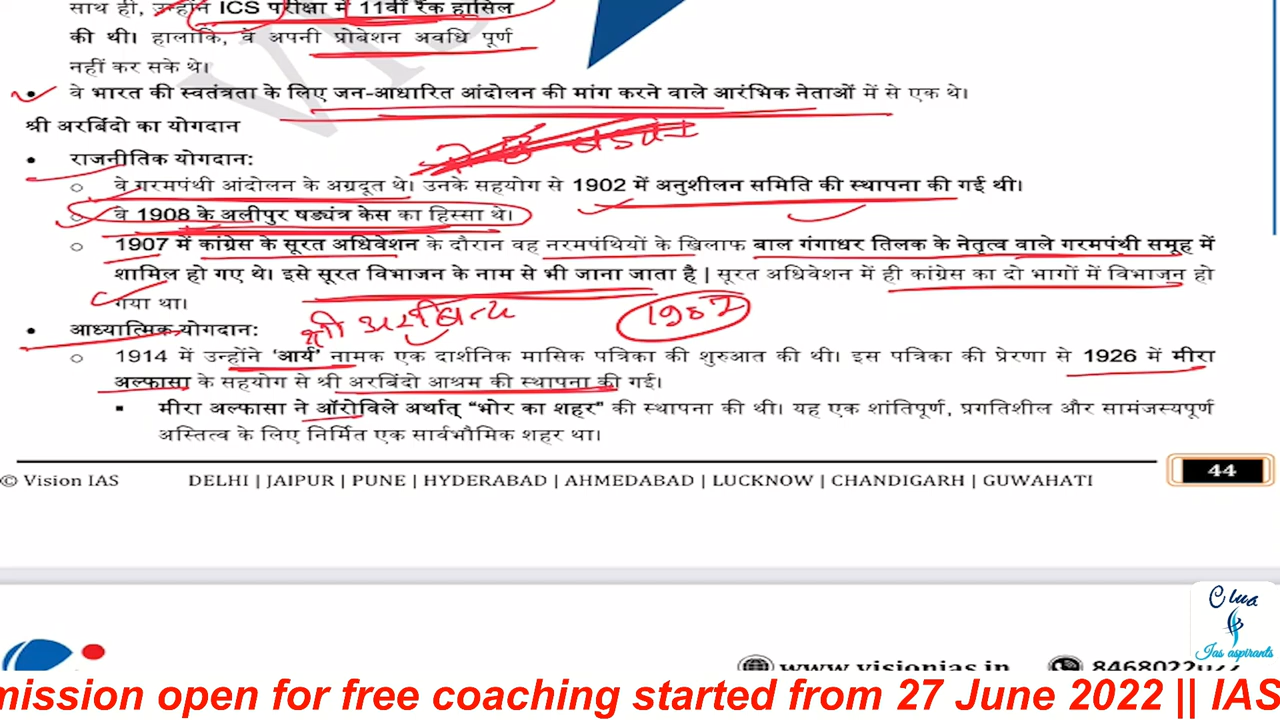 साथ ही, उन्होंने ICS परीक्षा में 11वीं रैंक हासिल
की थी। हालांकि, वे अपनी प्रोबेशन अवधि पूर्ण
नहीं कर सके थे।
• वे भारत की स्वतंत्रता के लिए जन-आधारित आंदोलन की मांग करने वाले आरंभिक नेताओं में से एक थे।
श्री अरबिंदो का योगदान
• राजनीतिक योगदान:
○ वे गरमपंथी आंदोलन के अग्रदूत थे। उनके सहयोग से 1902 में अनुशीलन समिति की स्थापना की गई थी।
○ वे 1908 के अलीपुर षड्यंत्र केस का हिस्सा थे।
○ 1907 में कांग्रेस के सूरत अधिवेशन के दौरान वह नरमपंथियों के खिलाफ बाल गंगाधर तिलक के नेतृत्व वाले गरमपंथी समूह में
शामिल हो गए थे। इसे सूरत विभाजन के नाम से भी जाना जाता है | सूरत अधिवेशन में ही कांग्रेस का दो भागों में विभाजन हो
गया था।
1907
• आध्यात्मिक योगदान:
○ 1914 में उन्होंने 'आर्य' नामक एक दार्शनिक मासिक पत्रिका की शुरुआत की थी। इस पत्रिका की प्रेरणा से 1926 में मीरा
अल्फासा के सहयोग से श्री अरबिंदो आश्रम की स्थापना की गई।
▪ मीरा अल्फासा ने ऑरोविले अर्थात् "भोर का शहर" की स्थापना की थी। यह एक शांतिपूर्ण, प्रगतिशील और सामंजस्यपूर्ण
अस्तित्व के लिए निर्मित एक सार्वभौमिक शहर था।
© Vision IAS DELHI | JAIPUR | PUNE | HYDERABAD | AHMEDABAD | LUCKNOW | CHANDIGARH | GUWAHATI 44
Ias aspirants
www.visionias.in 8468022022
mission open for free coaching started from 27 June 2022 || IAS